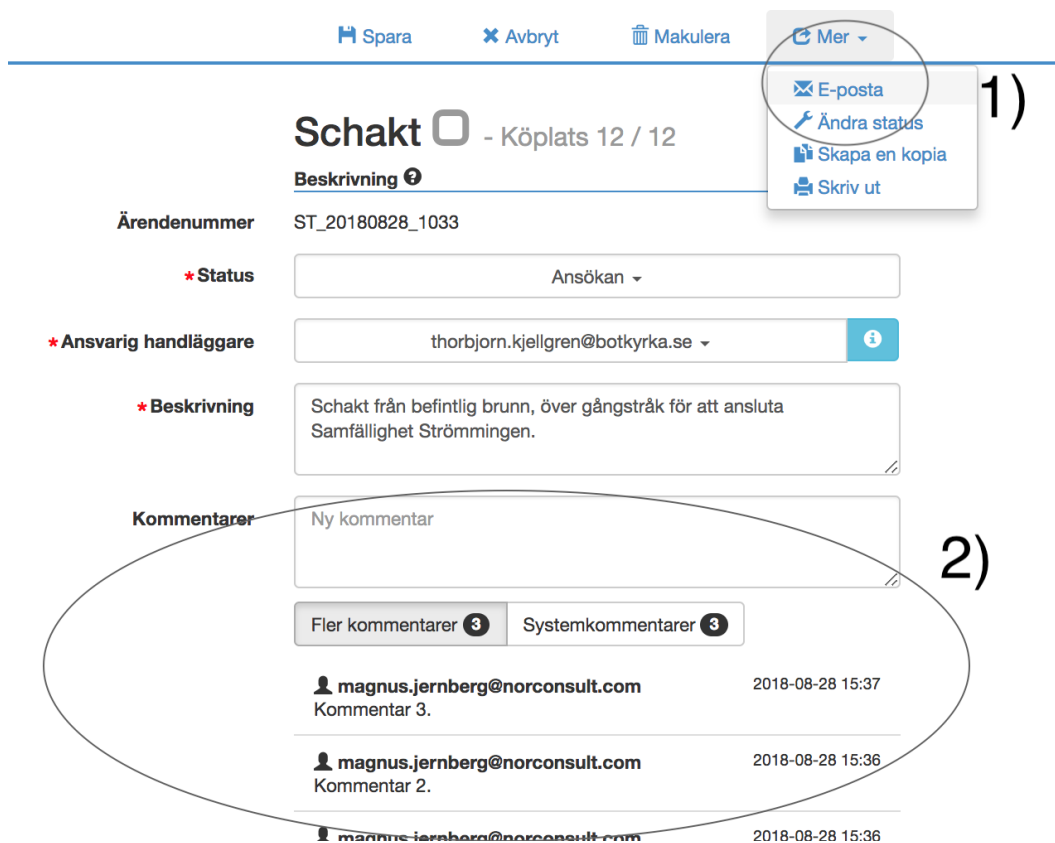 Spara Avbryt Makulera Mer
E-posta
1)
Ändra status
Skapa en kopia
Skriv ut
Schakt - Köplats 12 / 12
Beskrivning
Ärendenummer ST_20180828_1033
*Status Ansökan
*Ansvarig handläggare thorbjorn.kjellgren@botkyrka.se
*Beskrivning Schakt från befintlig brunn, över gångstråk för att ansluta
Samfällighet Strömmingen.
Kommentarer Ny kommentar
2)
Fler kommentarer 3 Systemkommentarer 3
magnus.jernberg@norconsult.com 2018-08-28 15:37
Kommentar 3.
magnus.jernberg@norconsult.com 2018-08-28 15:36
Kommentar 2.
magnus.jernberg@norconsult.com 2018-08-28 15:36